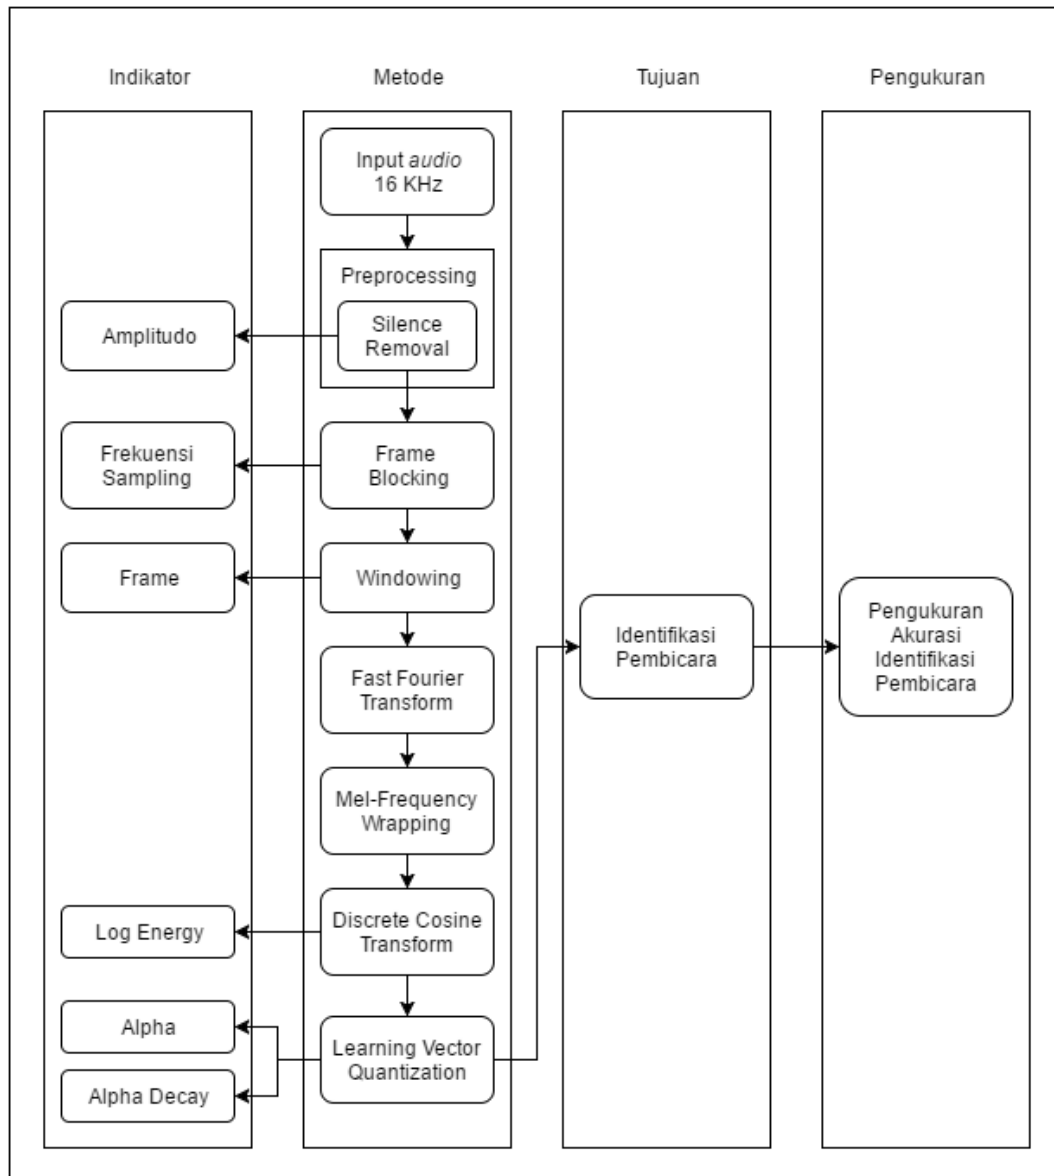 Indikator
Metode
Tujuan
Pengukuran
Input audio
16 KHz
Preprocessing
Silence
Removal
Amplitudo
Frame
Blocking
Frekuensi
Sampling
Windowing
Frame
Fast Fourier
Transform
Mel-Frequency
Wrapping
Discrete Cosine
Transform
Log Energy
Learning Vector
Quantization
Alpha
Alpha Decay
Identifikasi
Pembicara
Pengukuran
Akurasi
Identifikasi
Pembicara